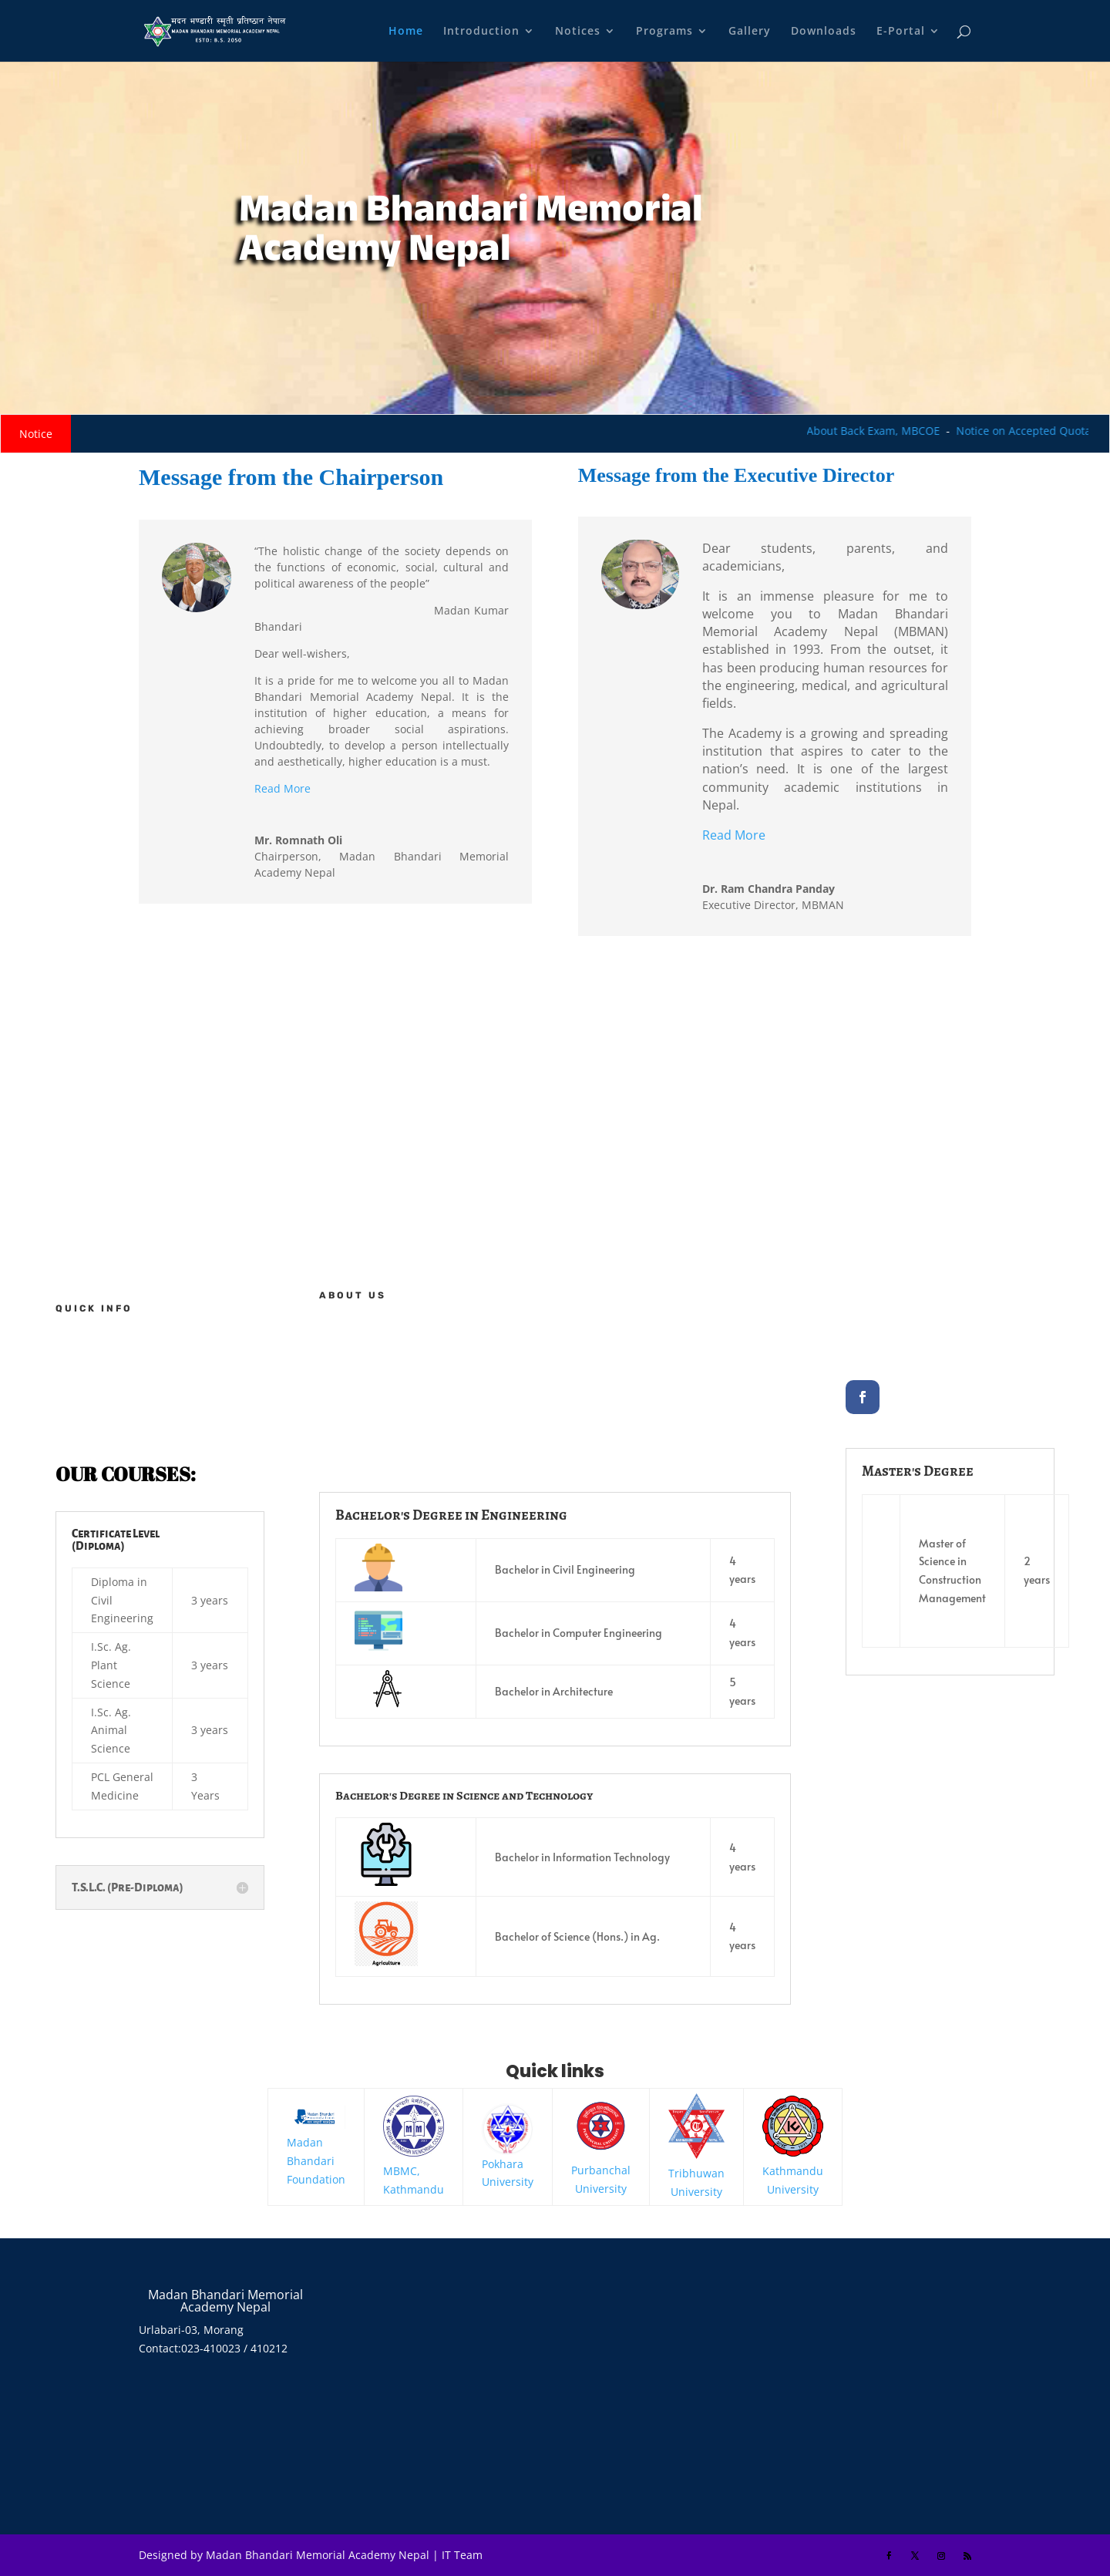 मदन भण्डारी स्मृती प्रतिष्ठान नेपाल
MADAN BHANDARI MEMORIAL ACADEMY NEPAL
ESTD: B.S. 2050
Home Introduction Notices Programs Gallery Downloads E-Portal
Madan Bhandari Memorial
Academy Nepal
Notice
About Back Exam, MBCOE - Notice on Accepted Quota
Message from the Chairperson
“The holistic change of the society depends on
the functions of economic, social, cultural and
political awareness of the people”
Madan Kumar
Bhandari
Dear well-wishers,
It is a pride for me to welcome you all to Madan
Bhandari Memorial Academy Nepal. It is the
institution of higher education, a means for
achieving broader social aspirations.
Undoubtedly, to develop a person intellectually
and aesthetically, higher education is a must.
Read More
Mr. Romnath Oli
Chairperson, Madan Bhandari Memorial
Academy Nepal
Message from the Executive Director
Dear students, parents, and
academicians,
It is an immense pleasure for me to
welcome you to Madan Bhandari
Memorial Academy Nepal (MBMAN)
established in 1993. From the outset, it
has been producing human resources for
the engineering, medical, and agricultural
fields.
The Academy is a growing and spreading
institution that aspires to cater to the
nation’s need. It is one of the largest
community academic institutions in
Nepal.
Read More
Dr. Ram Chandra Panday
Executive Director, MBMAN
QUICK INFO
ABOUT US
OUR COURSES:
Certificate Level
(Diploma)
Diploma in
Civil
Engineering
3 years
I.Sc. Ag.
Plant
Science
3 years
I.Sc. Ag.
Animal
Science
3 years
PCL General
Medicine
3
Years
T.S.L.C. (Pre-Diploma)
Bachelor's Degree in Engineering
Bachelor in Civil Engineering
4
years
Bachelor in Computer Engineering
4
years
Bachelor in Architecture
5
years
Bachelor's Degree in Science and Technology
Bachelor in Information Technology
4
years
Agriculture
Bachelor of Science (Hons.) in Ag.
4
years
Master's Degree
Master of
Science in
Construction
Management
2
years
Quick links
Madan
Bhandari
Foundation
MBMC,
Kathmandu
Pokhara
University
Purbanchal
University
Tribhuwan
University
Kathmandu
University
Madan Bhandari Memorial
Academy Nepal
Urlabari-03, Morang
Contact:023-410023 / 410212
Designed by Madan Bhandari Memorial Academy Nepal | IT Team